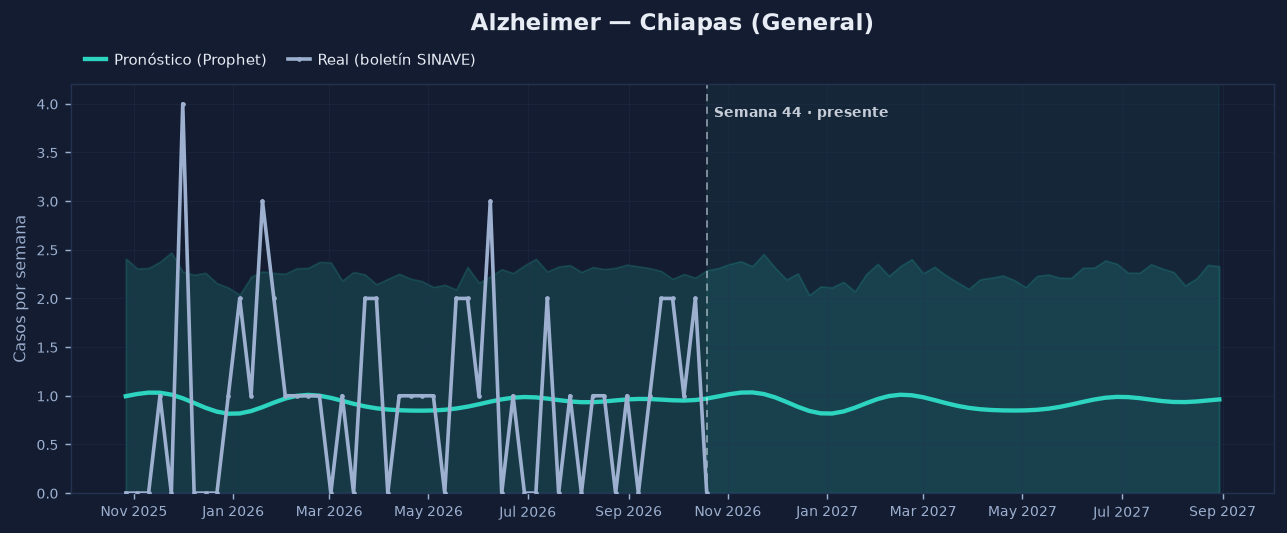 Alzheimer — Chiapas (General)
Pronóstico (Prophet)
Real (boletín SINAVE)
Semana 44 · presente
Casos por semana
4.0
3.5
3.0
2.5
2.0
1.5
1.0
0.5
0.0
Nov 2025
Jan 2026
Mar 2026
May 2026
Jul 2026
Sep 2026
Nov 2026
Jan 2027
Mar 2027
May 2027
Jul 2027
Sep 2027